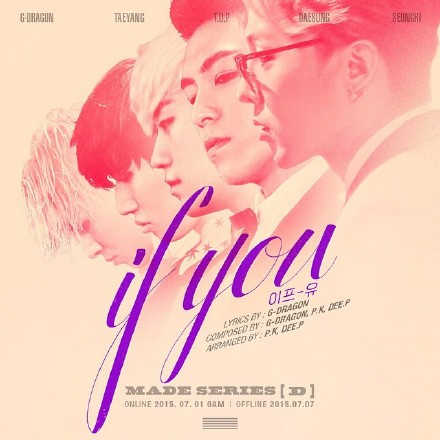 G-DRAGON TAEYANG T.O.P DAESUNG SEUNGRI
if you
이프-유
LYRICS BY : G-DRAGON
COMPOSED BY : G-DRAGON, P.K, DEE.P
ARRANGED BY : P.K, DEE.P
MADE SERIES [D]
ONLINE 2015. 07. 01 0AM | OFFLINE 2015.07.07